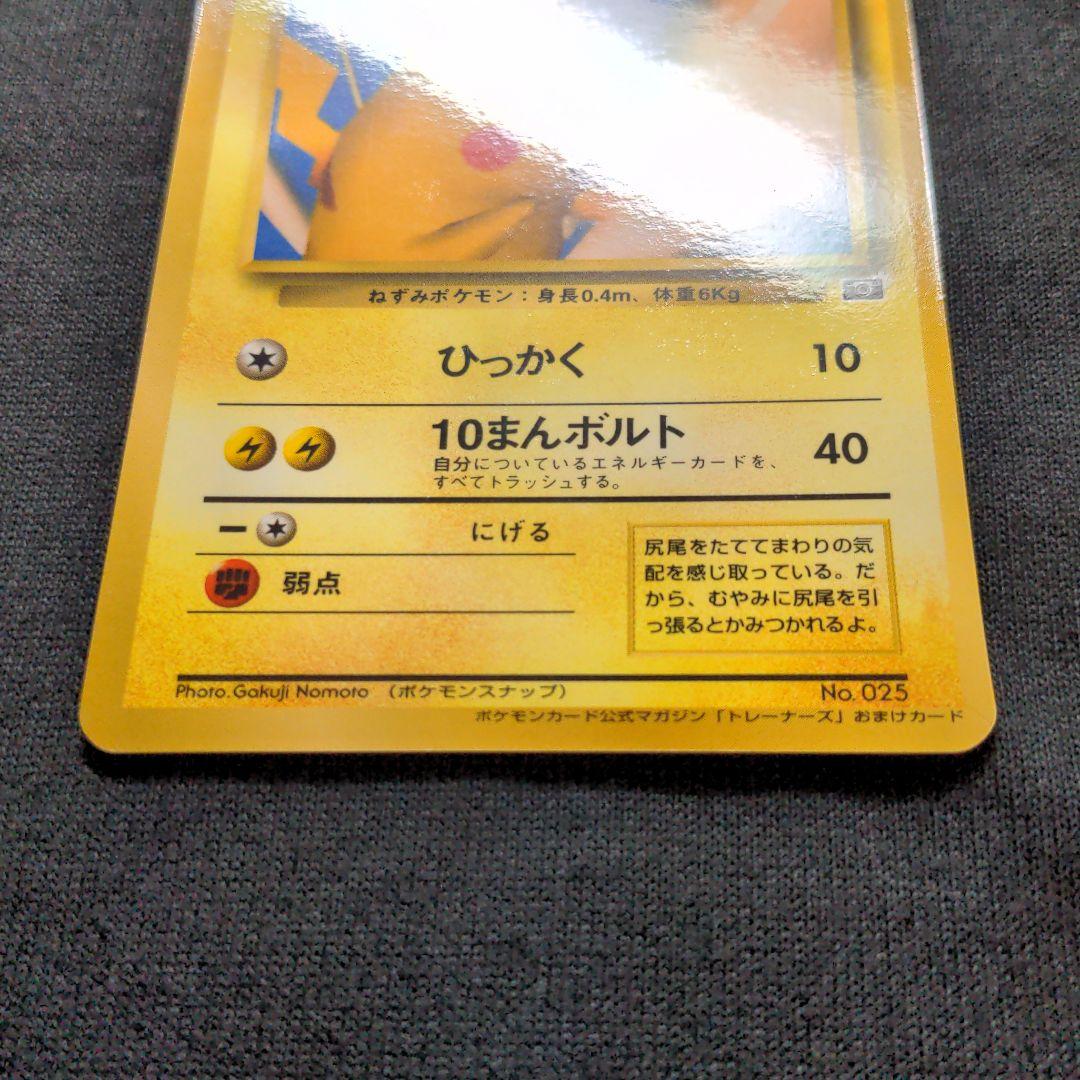 ねずみポケモン：身長0.4m、体重6Kg
ひっかく 10
10まんボルト 40
自分についているエネルギーカードを、
すべてトラッシュする。
にげる
弱点
尻尾をたててまわりの気
配を感じ取っている。だ
から、むやみに尻尾を引
っ張るとかみつかれるよ。
Photo.Gakuji Nomoto （ポケモンスナップ） No.025
ポケモンカード公式マガジン「トレーナーズ」おまけカード